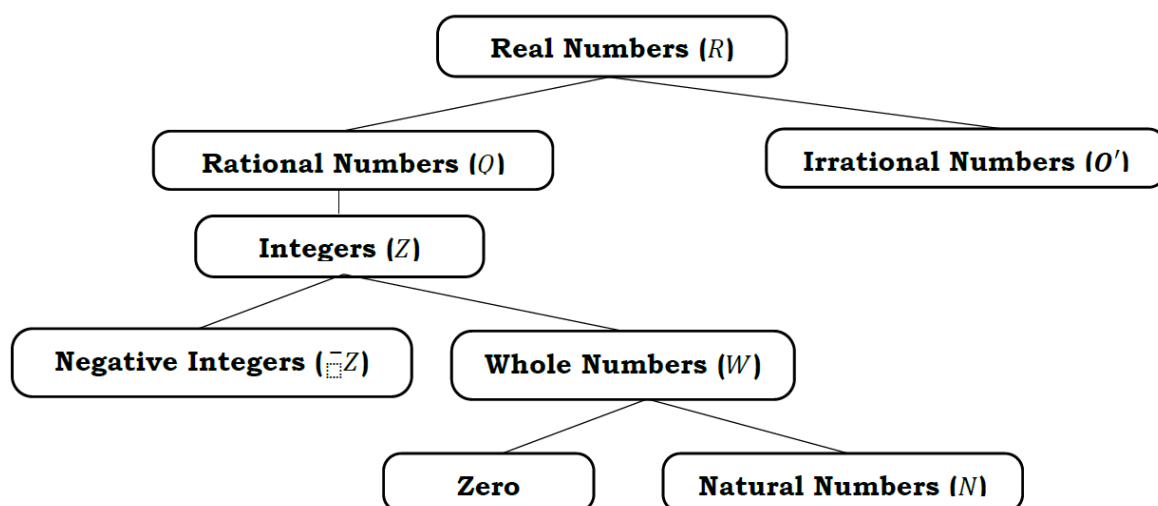 Real Numbers (R)
Rational Numbers (Q)
Irrational Numbers (O′)
Integers (Z)
Negative Integers (⁻Z)
Whole Numbers (W)
Zero
Natural Numbers (N)